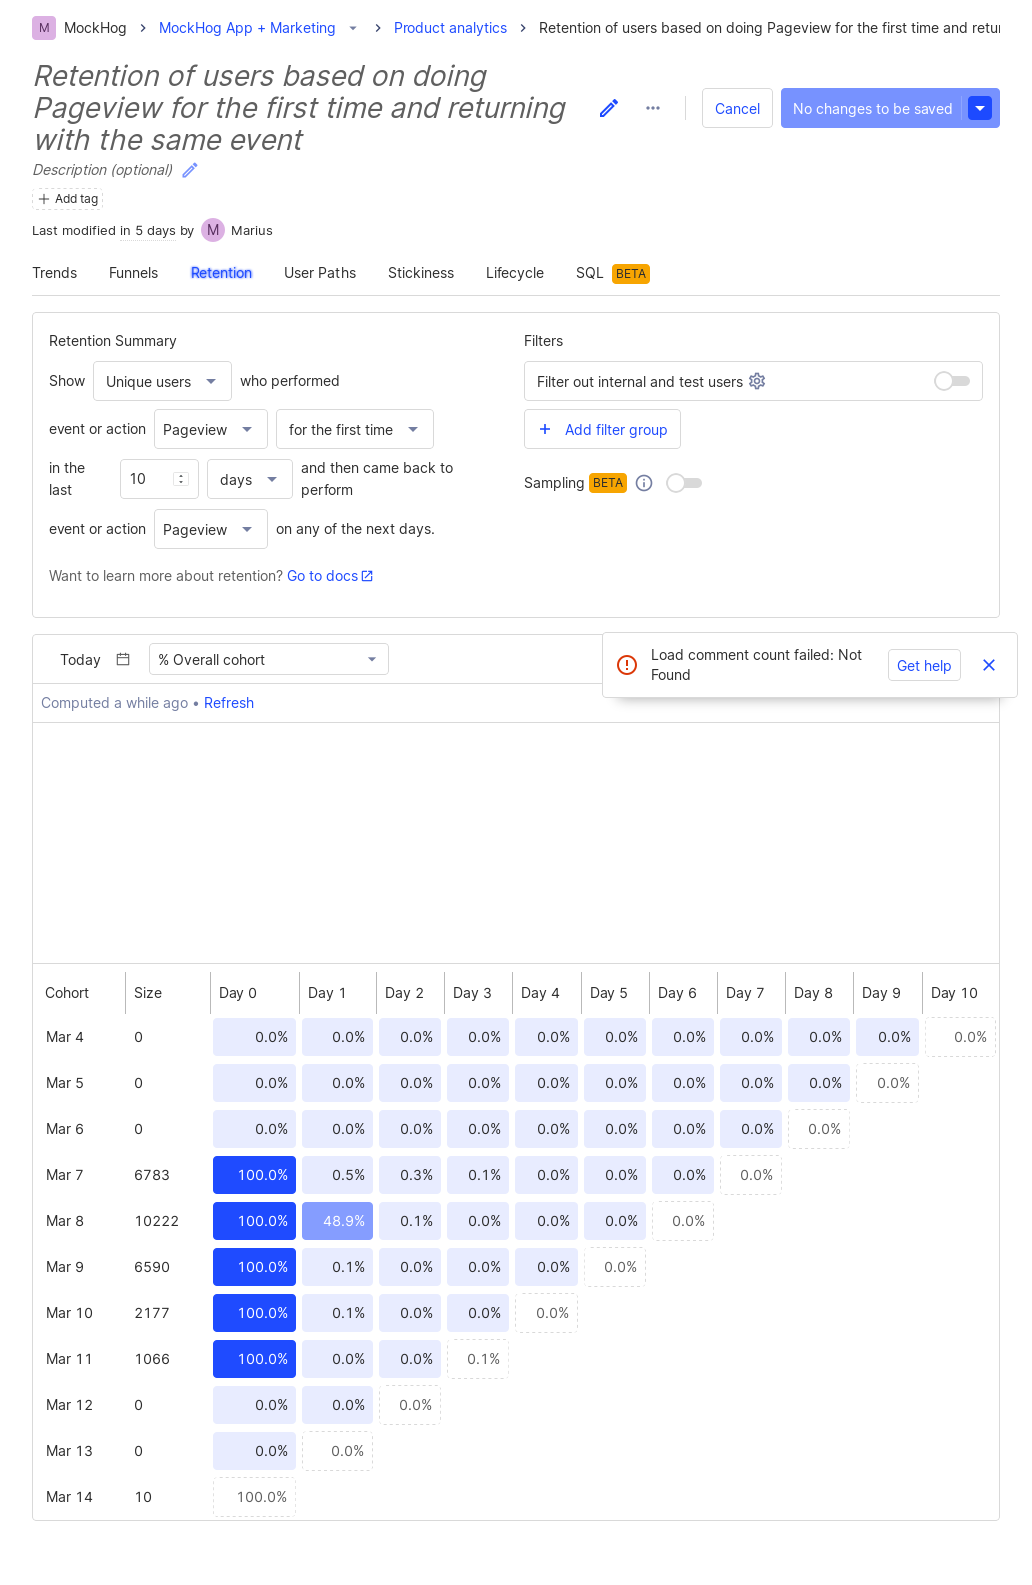 M MockHog > MockHog App + Marketing > Product analytics > Retention of users based on doing Pageview for the first time and retur
Retention of users based on doing
Pageview for the first time and returning
with the same event
Cancel
No changes to be saved
Description (optional)
Add tag
Last modified in 5 days by M Marius
Trends Funnels Retention User Paths Stickiness Lifecycle SQL BETA
Retention Summary
Show Unique users who performed
event or action Pageview for the first time
in the
last
10 days
and then came back to
perform
event or action Pageview on any of the next days.
Want to learn more about retention? Go to docs
Filters
Filter out internal and test users
+ Add filter group
Sampling BETA
Today % Overall cohort
Load comment count failed: Not
Found
Get help
Computed a while ago • Refresh
Cohort Size Day 0 Day 1 Day 2 Day 3 Day 4 Day 5 Day 6 Day 7 Day 8 Day 9 Day 10
Mar 4 0 0.0% 0.0% 0.0% 0.0% 0.0% 0.0% 0.0% 0.0% 0.0% 0.0% 0.0%
Mar 5 0 0.0% 0.0% 0.0% 0.0% 0.0% 0.0% 0.0% 0.0% 0.0% 0.0%
Mar 6 0 0.0% 0.0% 0.0% 0.0% 0.0% 0.0% 0.0% 0.0% 0.0%
Mar 7 6783 100.0% 0.5% 0.3% 0.1% 0.0% 0.0% 0.0% 0.0%
Mar 8 10222 100.0% 48.9% 0.1% 0.0% 0.0% 0.0% 0.0%
Mar 9 6590 100.0% 0.1% 0.0% 0.0% 0.0% 0.0%
Mar 10 2177 100.0% 0.1% 0.0% 0.0% 0.0%
Mar 11 1066 100.0% 0.0% 0.0% 0.1%
Mar 12 0 0.0% 0.0% 0.0%
Mar 13 0 0.0% 0.0%
Mar 14 10 100.0%